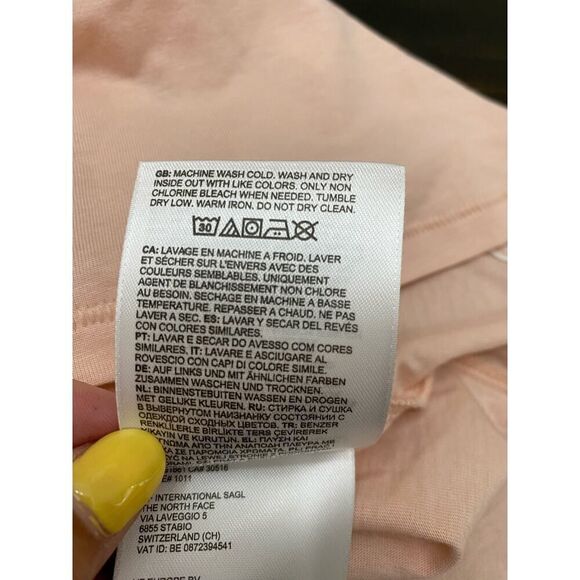 GB: MACHINE WASH COLD. WASH AND DRY
INSIDE OUT WITH LIKE COLORS. ONLY NON
CHLORINE BLEACH WHEN NEEDED. TUMBLE
DRY LOW. WARM IRON. DO NOT DRY CLEAN.
30
CA: LAVAGE EN MACHINE A FROID. LAVER
ET SÉCHER SUR L'ENVERS AVEC DES
COULEURS SEMBLABLES. UNIQUEMENT
AGENT DE BLANCHISSEMENT NON CHLORE
AU BESOIN. SECHAGE EN MACHINE A BASSE
TEMPERATURE. REPASSER A CHAUD. NE PAS
LAVER A SEC. ES: LAVAR Y SECAR DEL REVÉS
CON COLORES SIMILARES.
PT: LAVAR E SECAR DO AVESSO COM CORES
SIMILARES. IT: LAVARE E ASCIUGARE AL
ROVESCIO CON CAPI DI COLORE SIMILE.
DE: AUF LINKS UND MIT ÄHNLICHEN FARBEN
ZUSAMMEN WASCHEN UND TROCKNEN.
NL: BINNENSTEBUITEN WASSEN EN DROGEN
MET GELIJKE KLEUREN. RU: СТИРКА И СУШКА
В ВЫВЕРНУТОМ НАИЗНАНКУ СОСТОЯНИИ С
ОДЕЖДОЙ СХОДНЫХ ЦВЕТОВ. TR: BENZER
RENKLİLERLE BİRLİKTE TERS ÇEVİREREK
YIKAYIN VE KURUTUN. EL: ΠΛΥΣΗ ΚΑΙ
ΑΠΟ ΤΗΝ ΑΝΑΠΟΔΗ ΠΛΕΥΡΑ ΜΕ
ΣΕ ΠΑΡΟΜΟΙΑ ΧΡΩΜΑΤΑ.
CA# 30516
1011
INTERNATIONAL SAGL
THE NORTH FACE
VIA LAVEGGIO 5
6855 STABIO
SWITZERLAND (CH)
VAT ID: BE 0872394541